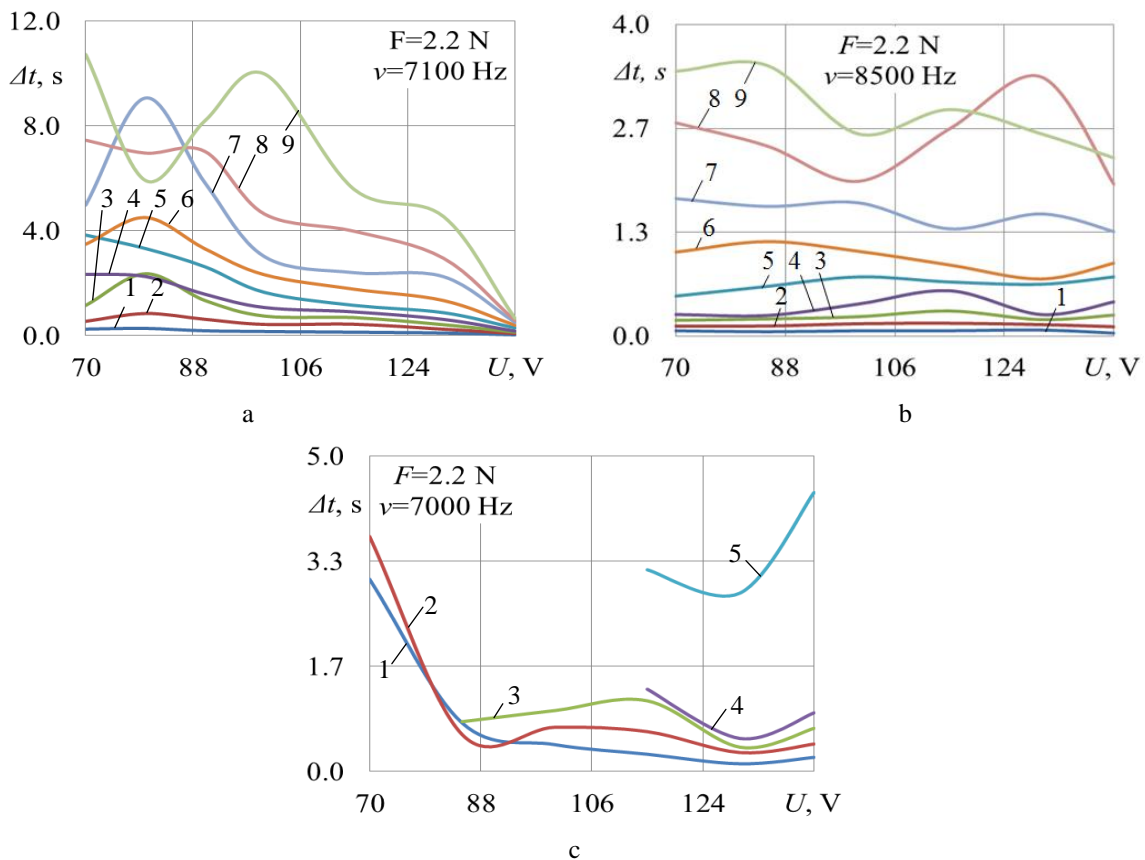 12.0
F=2.2 N
Δt, s
ν=7100 Hz
8.0
7 8 9
3 4 5 6
4.0
1 2
0.0
70 88 106 124 U, V
a
4.0
F=2.2 N
Δt, s
ν=8500 Hz
8 9
2.7
7
1.3
6
5 4 3
2 1
0.0
70 88 106 124 U, V
b
5.0
F=2.2 N
Δt, s
ν=7000 Hz
3.3
5
2
1.7
1
3
4
0.0
70 88 106 124 U, V
c